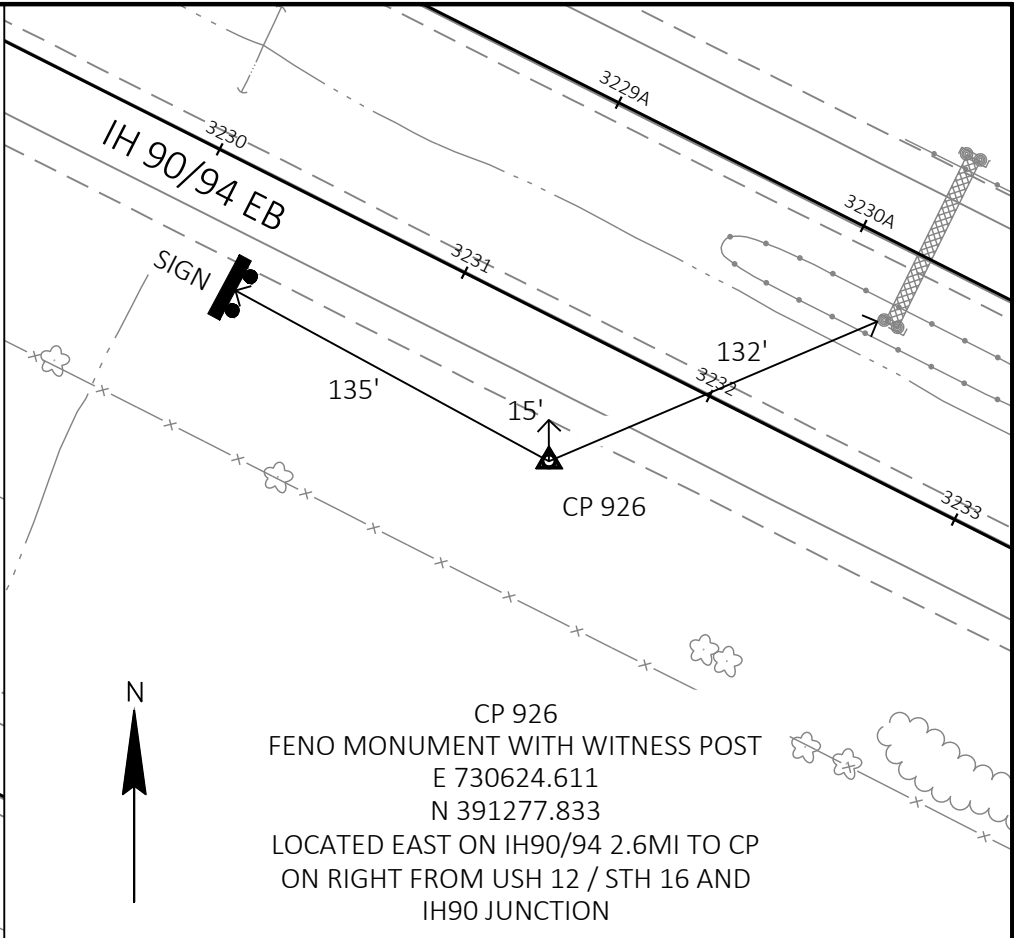 3229A
3230
IH 90/94 EB
3230A
3231
SIGN
132'
3232
135'
15'
CP 926
3233
N
CP 926
FENO MONUMENT WITH WITNESS POST
E 730624.611
N 391277.833
LOCATED EAST ON IH90/94 2.6MI TO CP
ON RIGHT FROM USH 12 / STH 16 AND
IH90 JUNCTION